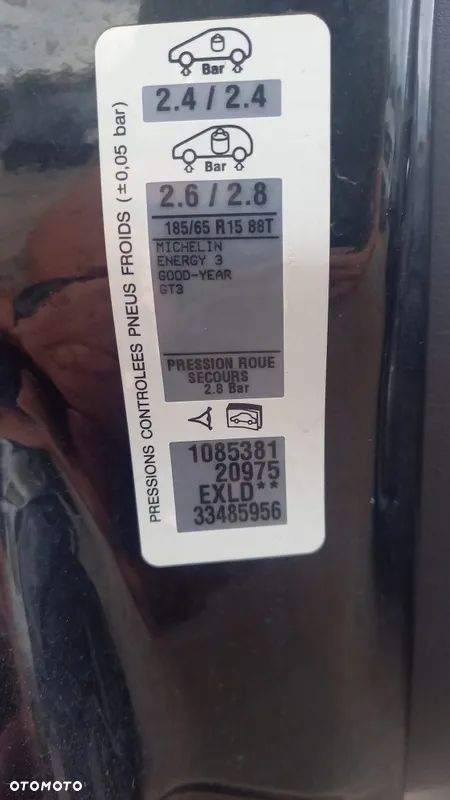 PRESSIONS CONTROLEES PNEUS FROIDS (±0,05 bar)
Bar
2.4 / 2.4
Bar
2.6 / 2.8
185/65 R15 88T
MICHELIN
ENERGY 3
GOOD-YEAR
GT3
PRESSION ROUE
SECOURS
2.8 Bar
1085381
20975
EXLD**
33485956
OTOMOTO